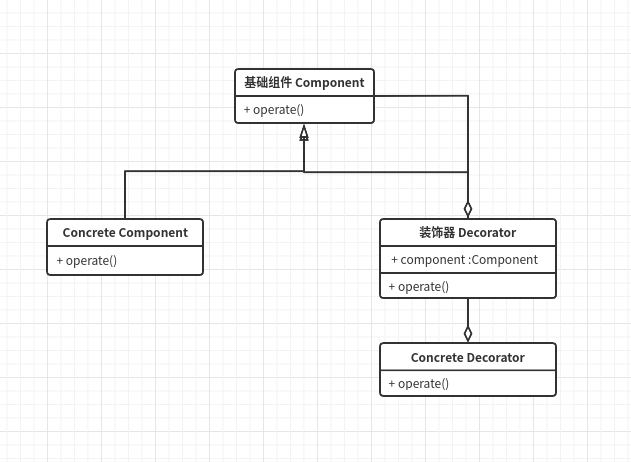 基础组件 Component
+ operate()
Concrete Component
+ operate()
装饰器 Decorator
+ component :Component
+ operate()
Concrete Decorator
+ operate()